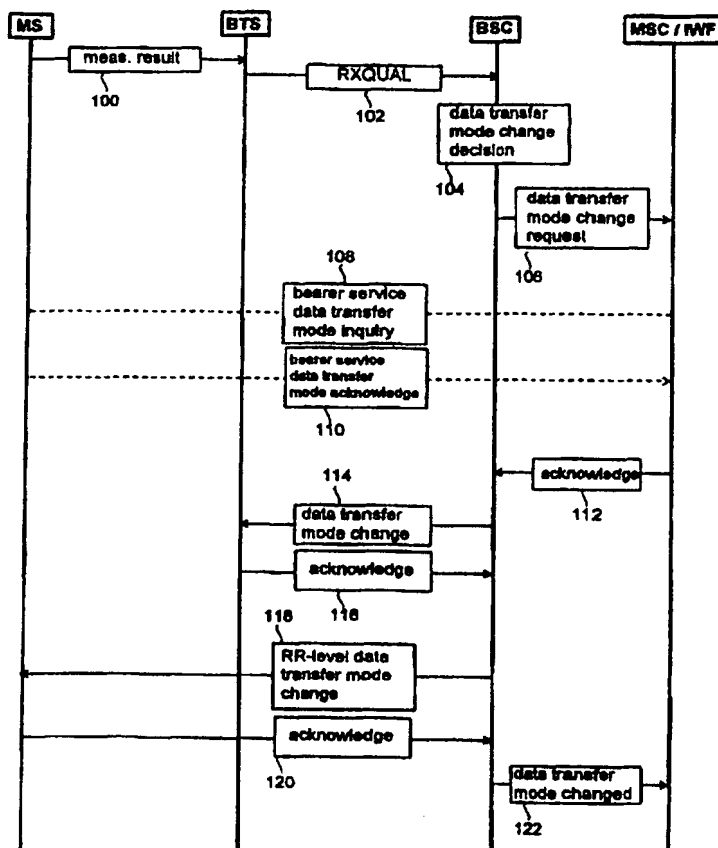 MS
BTS
BSC
MSC / IWF
meas. result
100
RXQUAL
102
data transfer
mode change
decision
104
data transfer
mode change
request
106
108
bearer service
data transfer
mode inquiry
bearer service
data transfer
mode acknowledge
110
acknowledge
112
114
data transfer
mode change
acknowledge
116
118
RR-level data
transfer mode
change
acknowledge
120
data transfer
mode changed
122